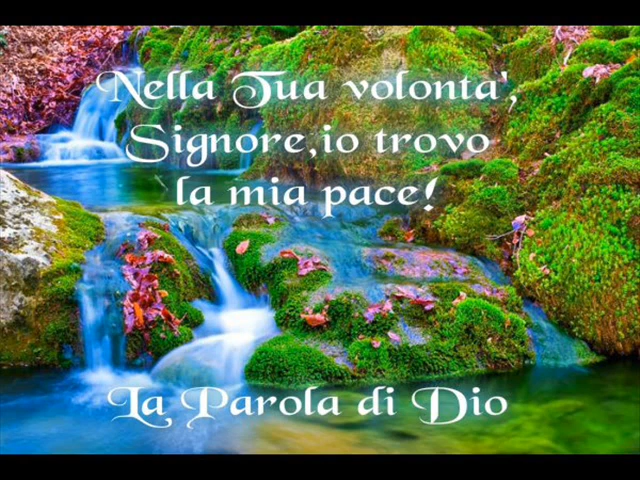 Nella Tua volonta',
Signore,io trovo
la mia pace!
La Parola di Dio